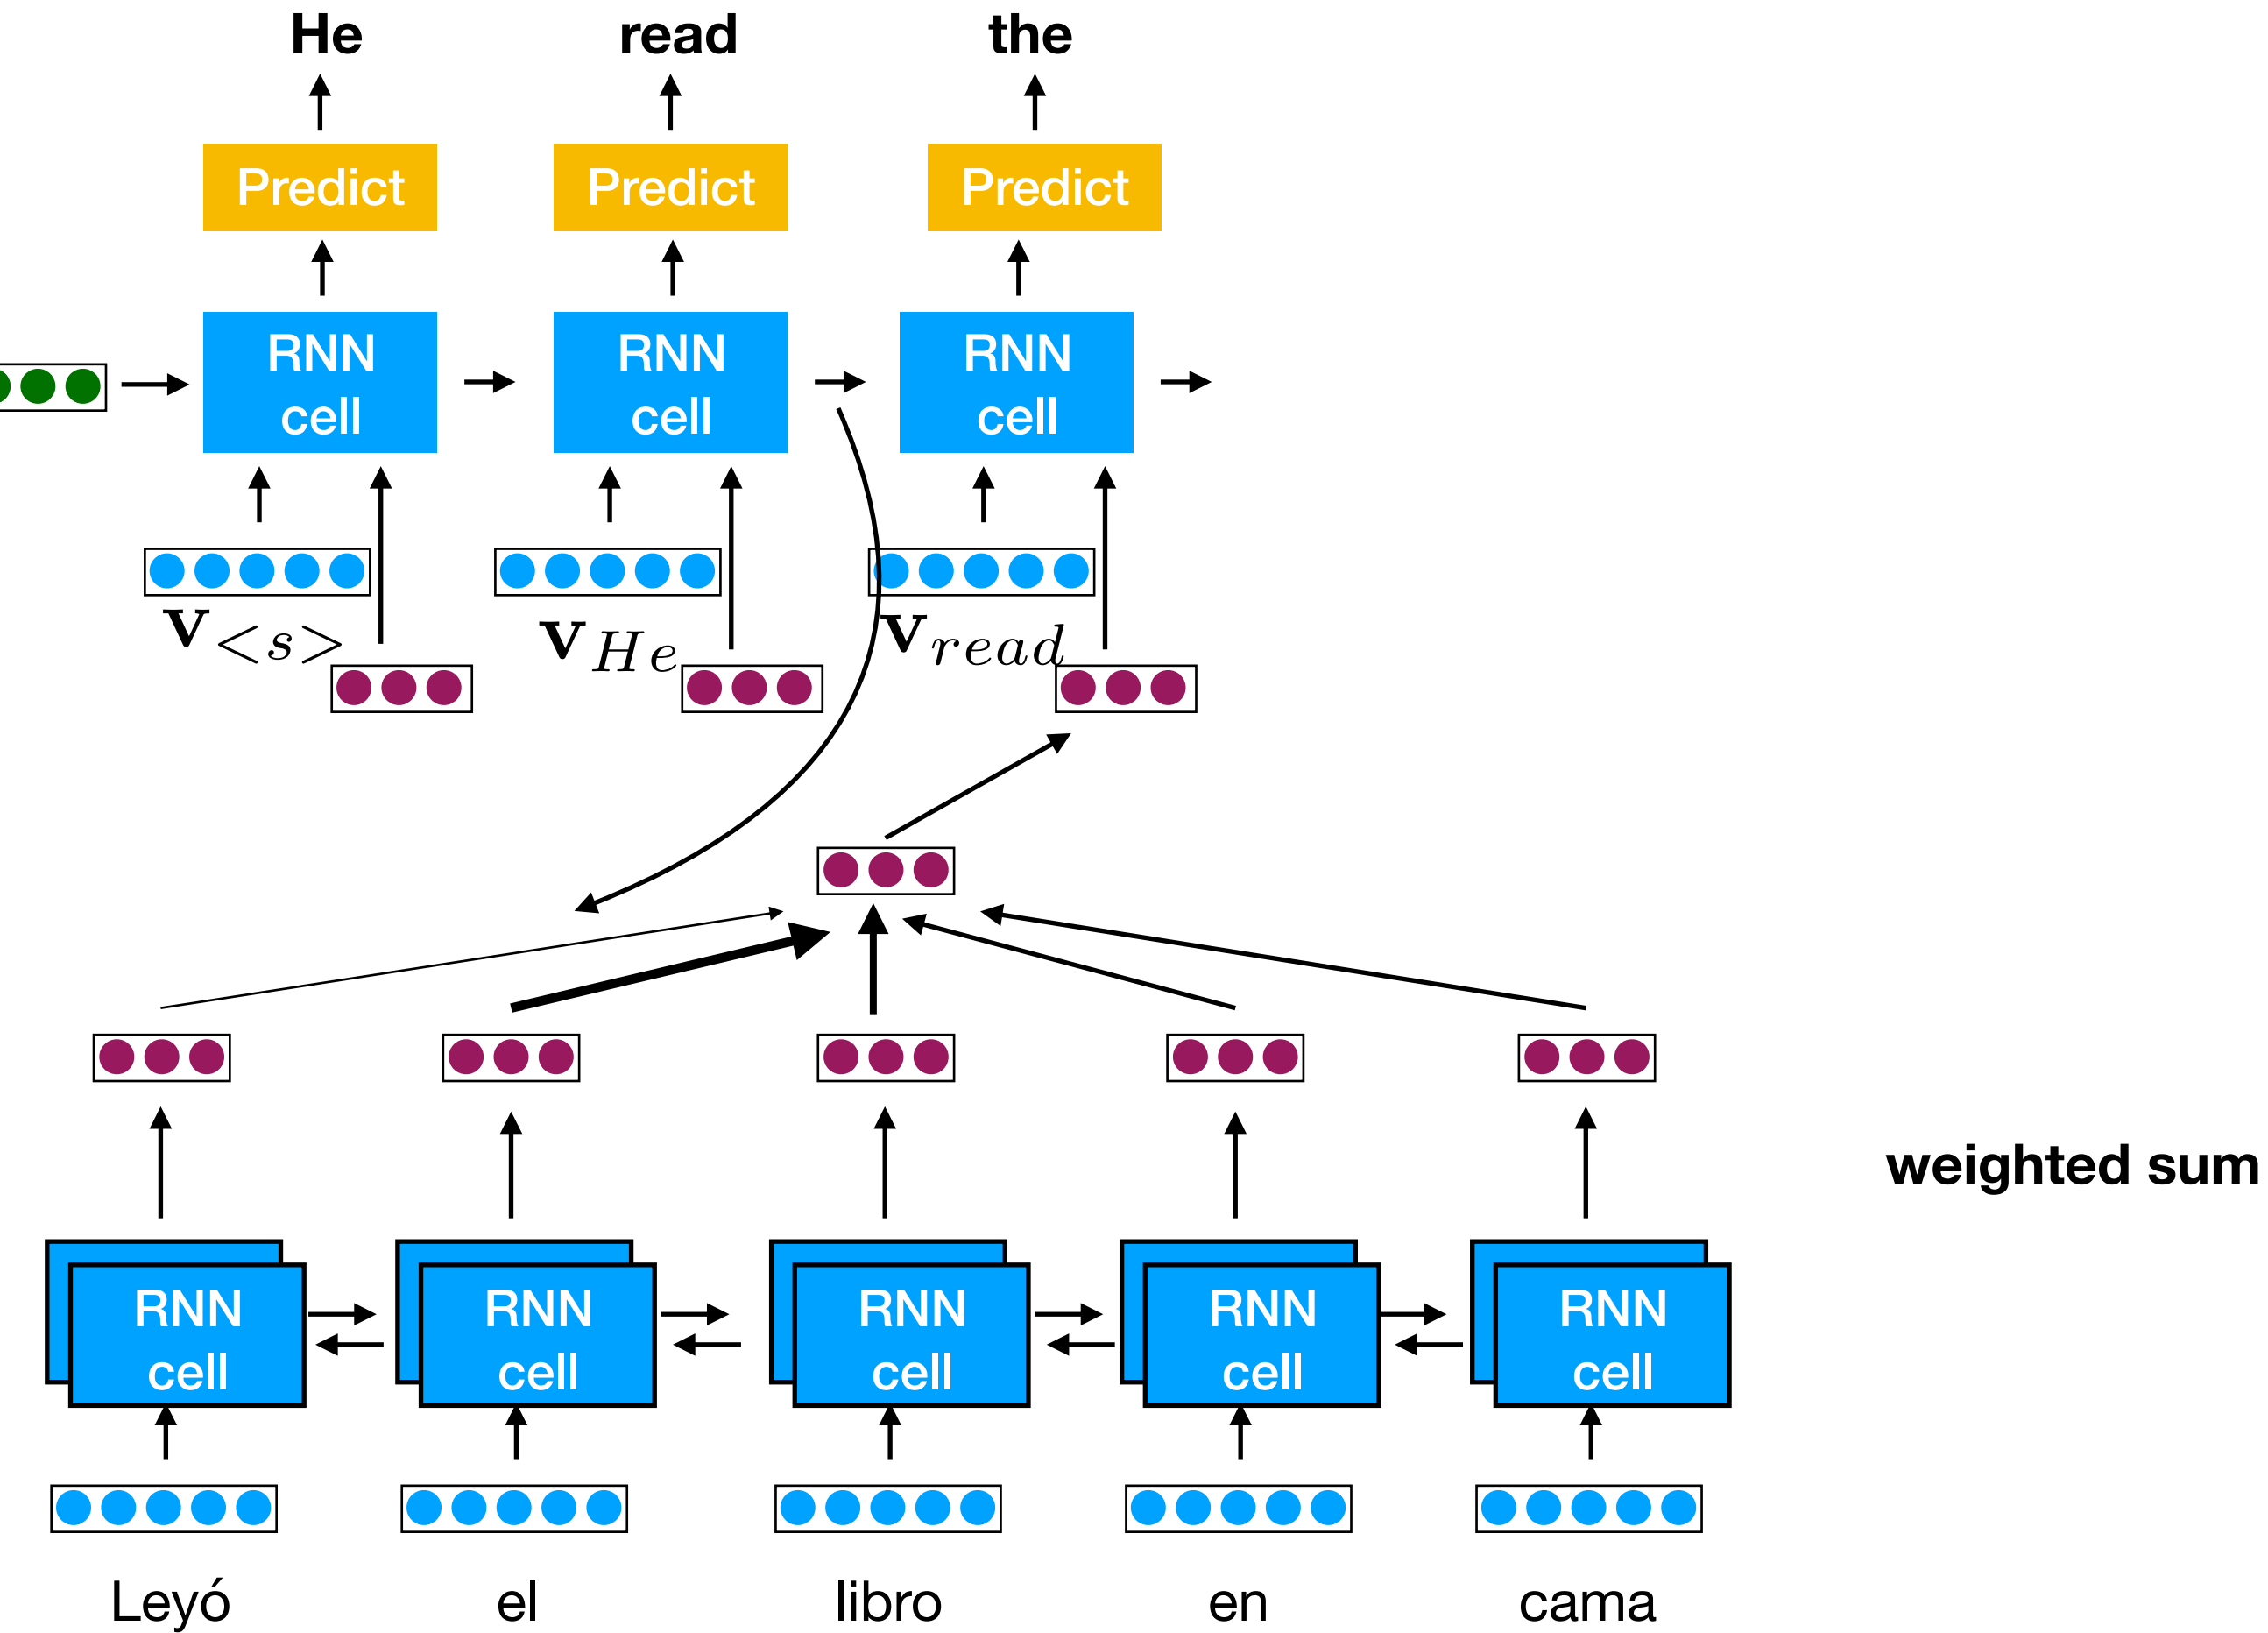 He read the
Predict Predict Predict
RNN RNN RNN
cell cell cell
v<s> vHe vread
weighted sum
RNN RNN RNN RNN RNN
cell cell cell cell cell
Leyó el libro en cama